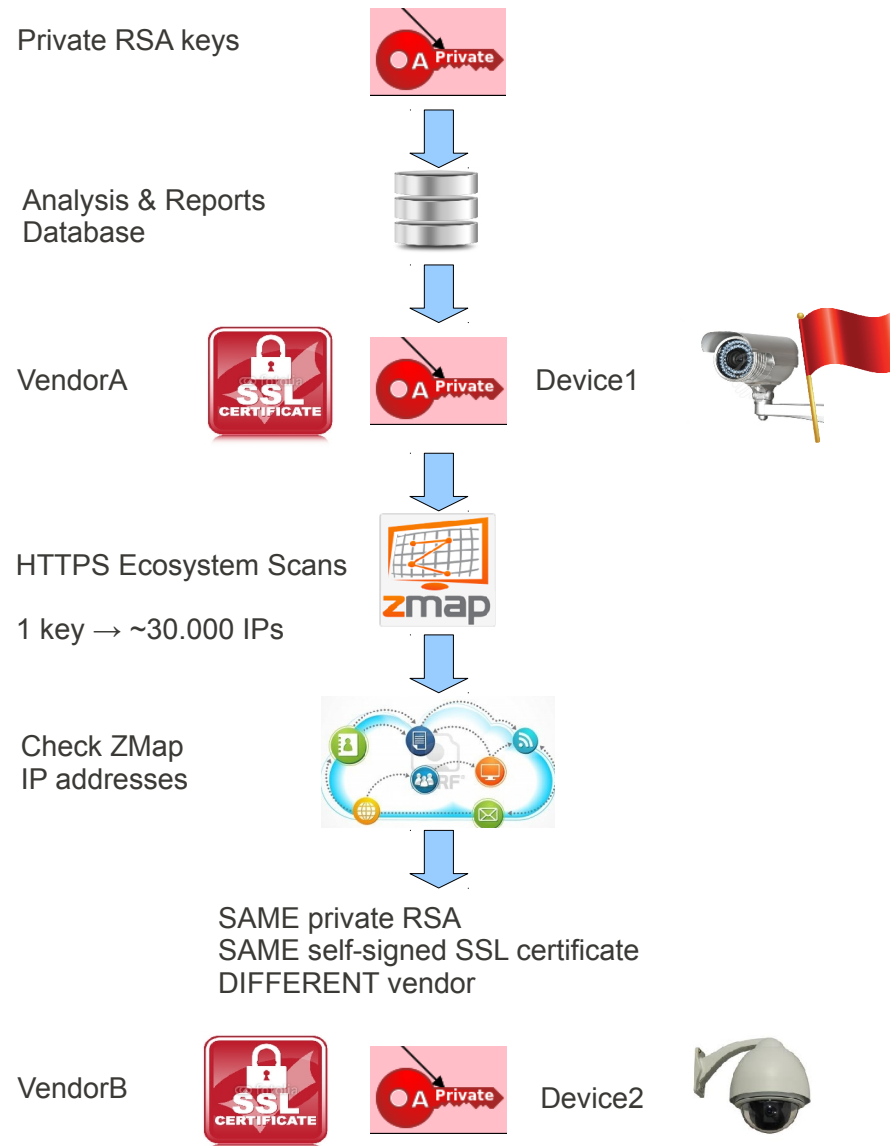 Private RSA keys
A Private
Analysis & Reports
Database
VendorA
SSL
CERTIFICATE
A Private
Device1
HTTPS Ecosystem Scans
1 key → ~30.000 IPs
zmap
Check ZMap
IP addresses
RF
SAME private RSA
SAME self-signed SSL certificate
DIFFERENT vendor
VendorB
SSL
CERTIFICATE
A Private
Device2